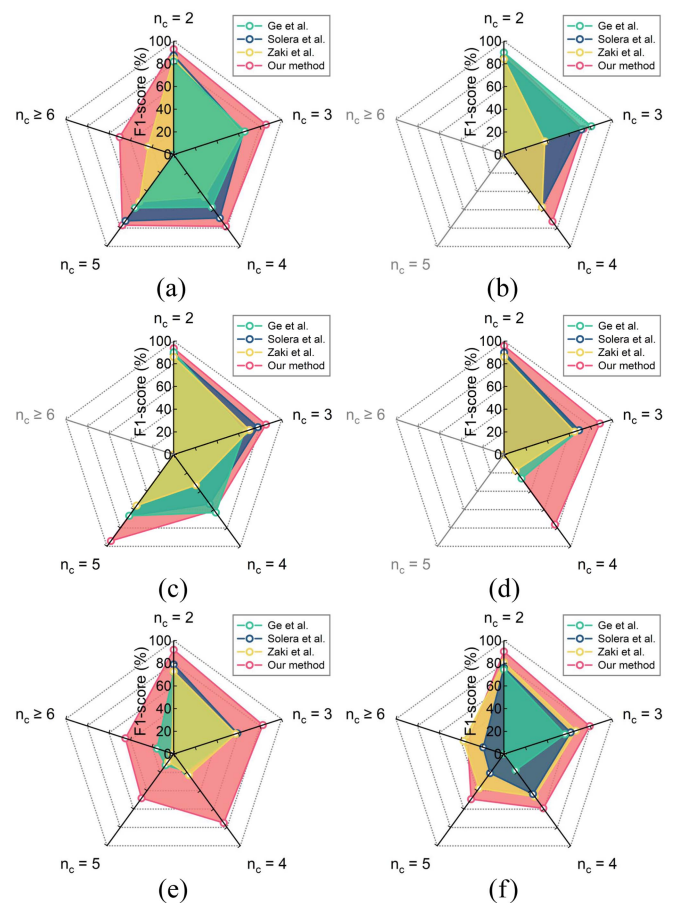 n_c = 2
Ge et al.
Solera et al.
Zaki et al.
Our method
F1-score (%)
100
80
60
40
20
0
n_c ≥ 6
n_c = 3
n_c = 5
n_c = 4
(a)
n_c = 2
Ge et al.
Solera et al.
Zaki et al.
Our method
F1-score (%)
100
80
60
40
20
0
n_c ≥ 6
n_c = 3
n_c = 5
n_c = 4
(b)
n_c = 2
Ge et al.
Solera et al.
Zaki et al.
Our method
F1-score (%)
100
80
60
40
20
0
n_c ≥ 6
n_c = 3
n_c = 5
n_c = 4
(c)
n_c = 2
Ge et al.
Solera et al.
Zaki et al.
Our method
F1-score (%)
100
80
60
40
20
0
n_c ≥ 6
n_c = 3
n_c = 5
n_c = 4
(d)
n_c = 2
Ge et al.
Solera et al.
Zaki et al.
Our method
F1-score (%)
100
80
60
40
20
0
n_c ≥ 6
n_c = 3
n_c = 5
n_c = 4
(e)
n_c = 2
Ge et al.
Solera et al.
Zaki et al.
Our method
F1-score (%)
100
80
60
40
20
0
n_c ≥ 6
n_c = 3
n_c = 5
n_c = 4
(f)